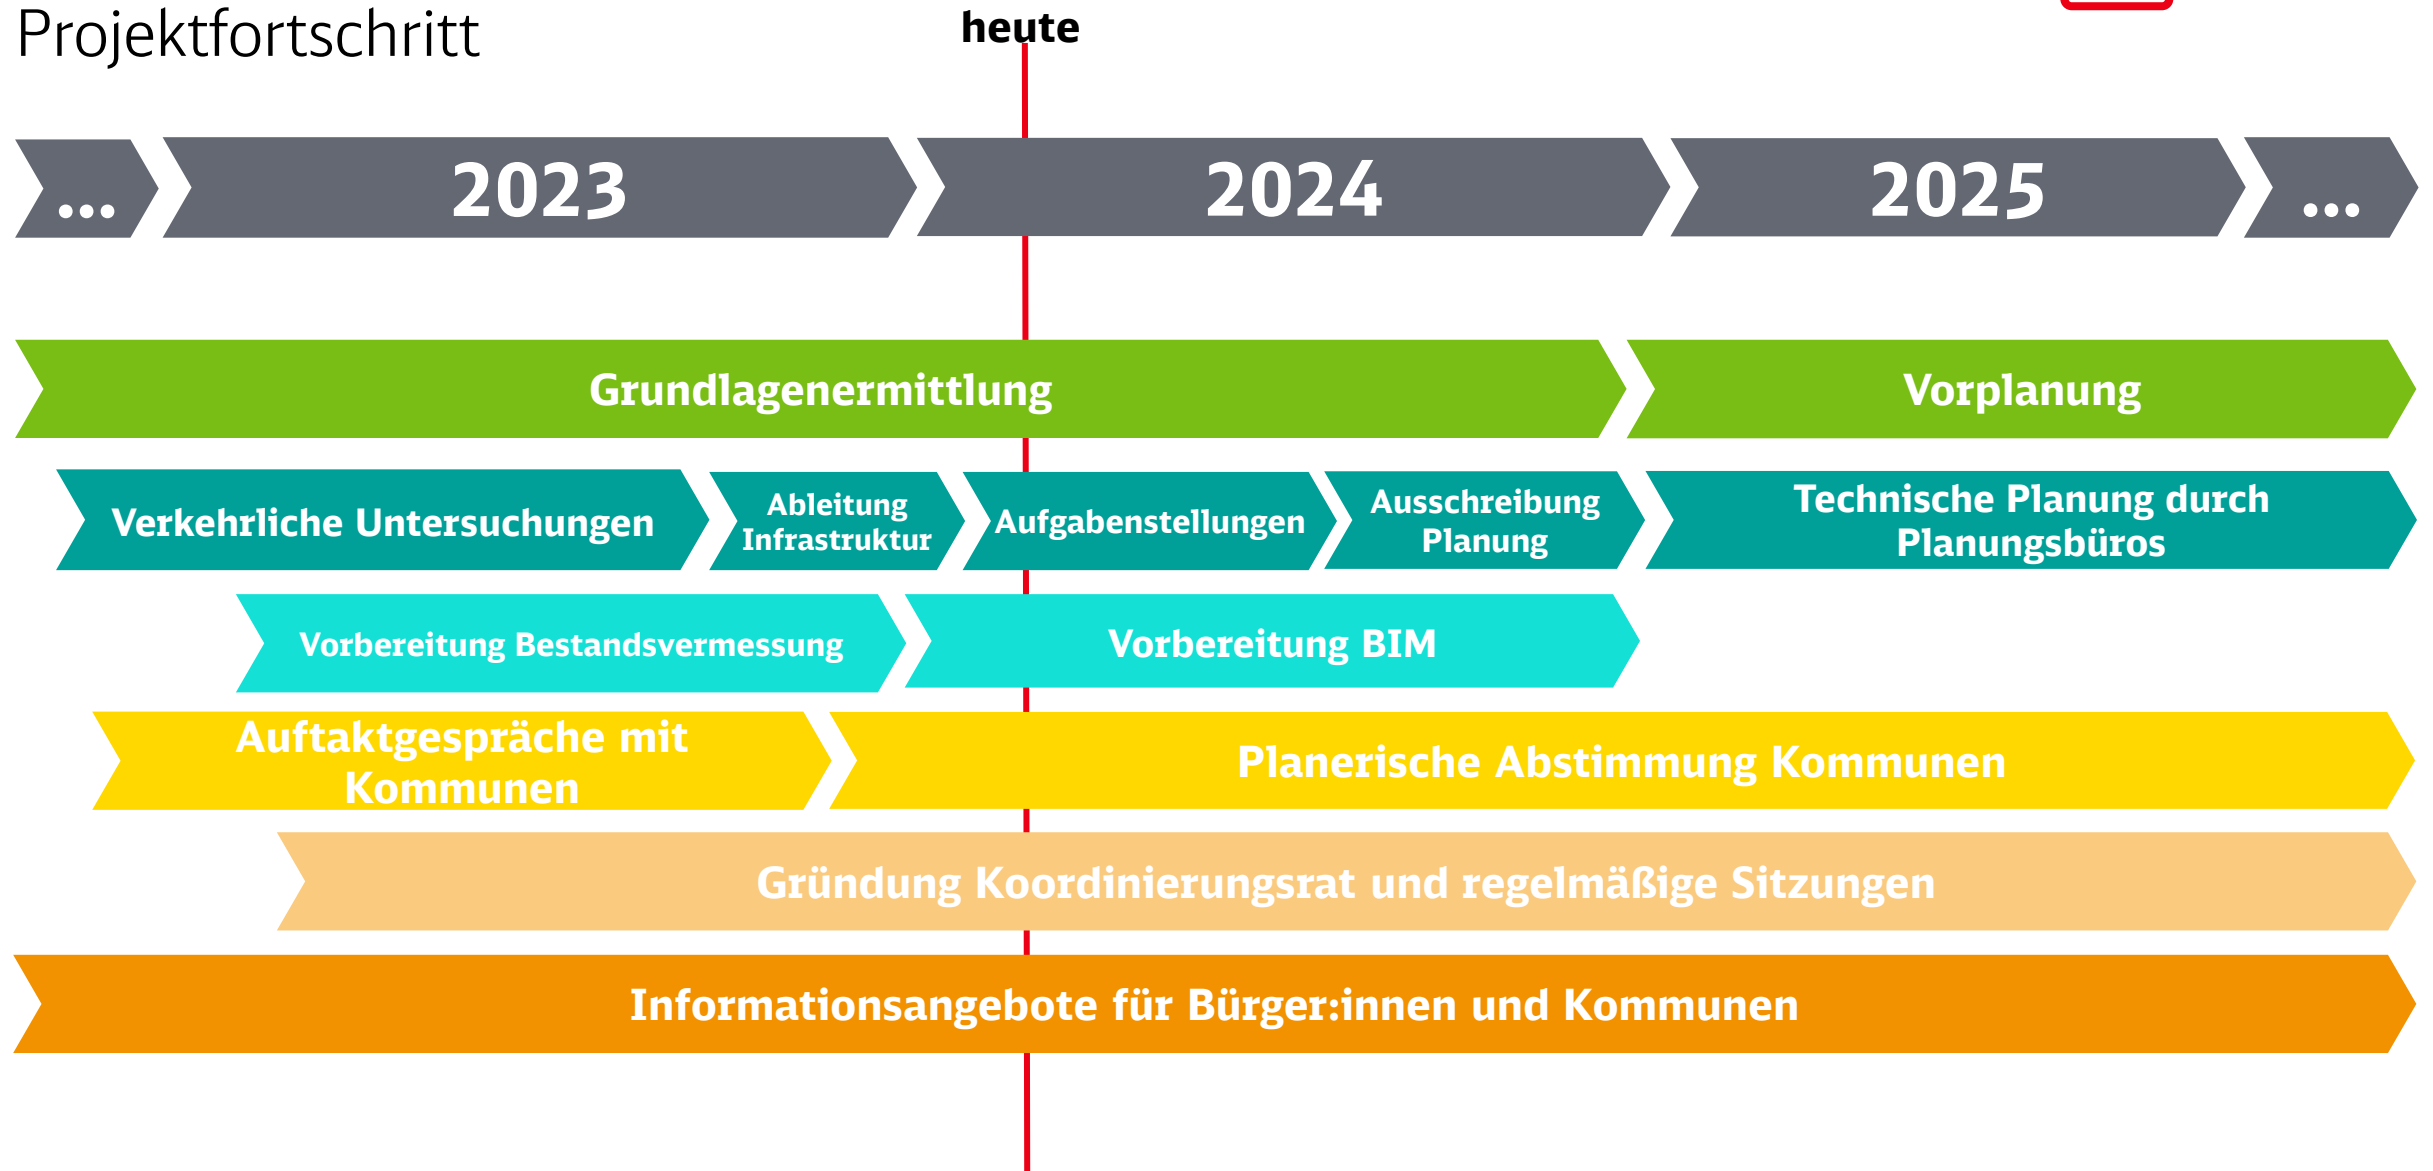 Projektfortschritt
heute
...
2023
2024
2025
...
Grundlagenermittlung
Vorplanung
Verkehrliche Untersuchungen
Ableitung
Infrastruktur
Aufgabenstellungen
Ausschreibung
Planung
Technische Planung durch
Planungsbüros
Vorbereitung Bestandsvermessung
Vorbereitung BIM
Auftaktgespräche mit
Kommunen
Planerische Abstimmung Kommunen
Gründung Koordinierungsrat und regelmäßige Sitzungen
Informationsangebote für Bürger:innen und Kommunen